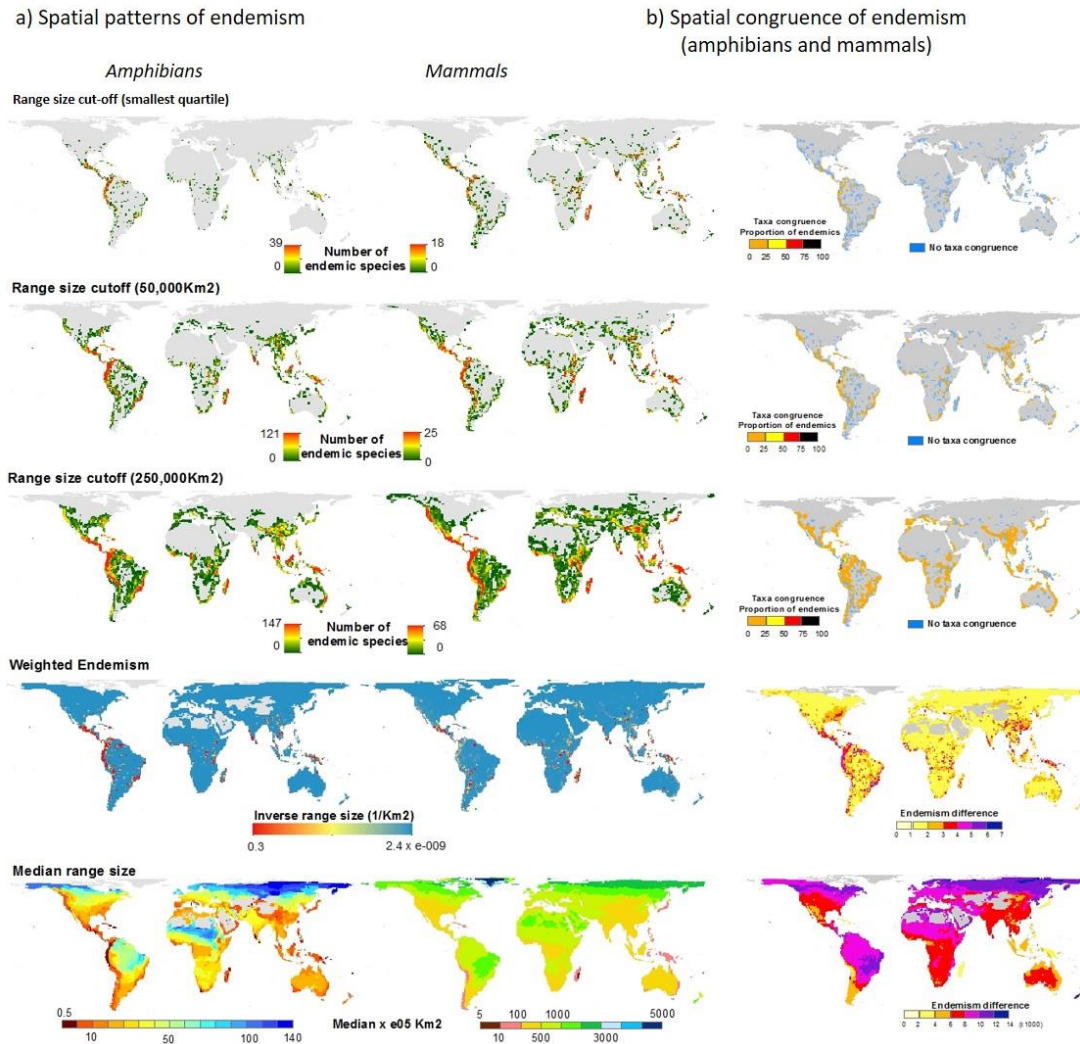 a) Spatial patterns of endemism
b) Spatial congruence of endemism
(amphibians and mammals)
Amphibians
Mammals
Range size cut-off (smallest quartile)
39
0
Number of
endemic species
18
0
Taxa congruence
Proportion of endemics
0 25 50 75 100
No taxa congruence
Range size cutoff (50,000Km2)
121
0
Number of
endemic species
25
0
Taxa congruence
Proportion of endemics
0 25 50 75 100
No taxa congruence
Range size cutoff (250,000Km2)
147
0
Number of
endemic species
68
0
Taxa congruence
Proportion of endemics
0 25 50 75 100
No taxa congruence
Weighted Endemism
Inverse range size (1/Km2)
0.3
2.4 x e-009
Endemism difference
0 1 2 3 4 5 6 7
Median range size
0.5
10 50 100 140
Median x e05 Km2
5 100 1000 5000
10 500 3000
Endemism difference
0 2 4 6 8 10 12 14